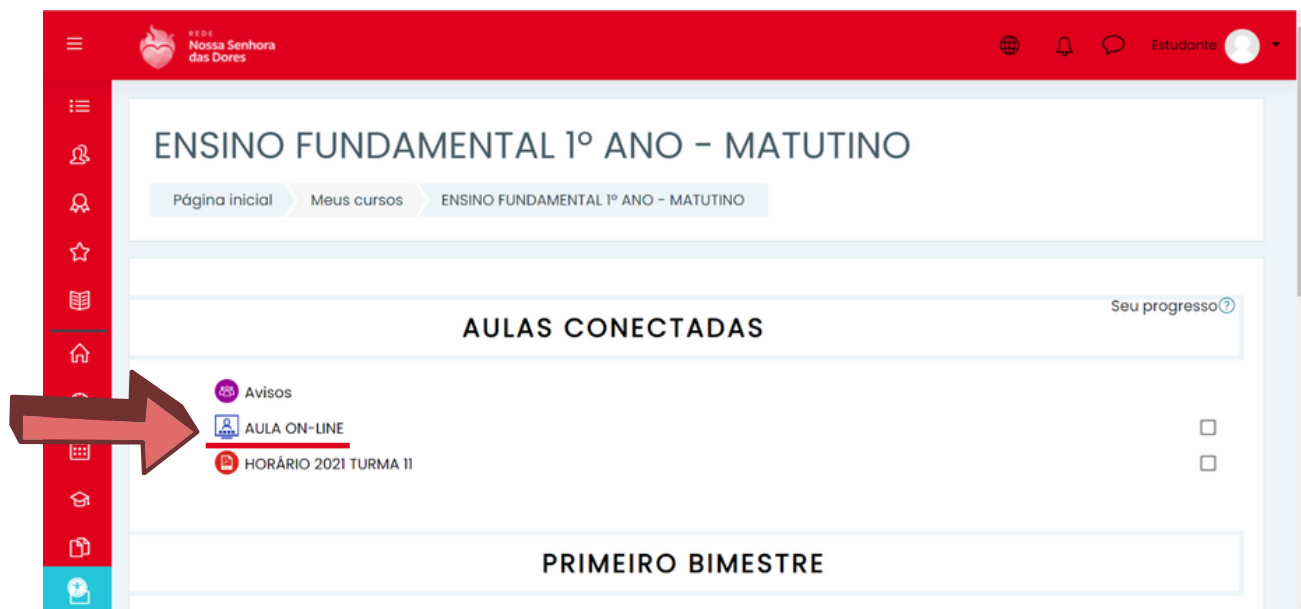 REDE
Nossa Senhora
das Dores
Estudante
ENSINO FUNDAMENTAL 1º ANO - MATUTINO
Página inicial Meus cursos ENSINO FUNDAMENTAL 1º ANO - MATUTINO
Seu progresso
AULAS CONECTADAS
Avisos
AULA ON-LINE
HORÁRIO 2021 TURMA 11
PRIMEIRO BIMESTRE